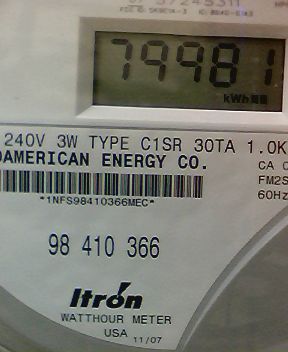 79981
kWh
240V 3W TYPE C1SR 30TA 1.0K
DAMERICAN ENERGY CO.
CA
*1NFS98410366MEC*
FM2S
60Hz
98 410 366
Itron
WATTHOUR METER
USA 11/07